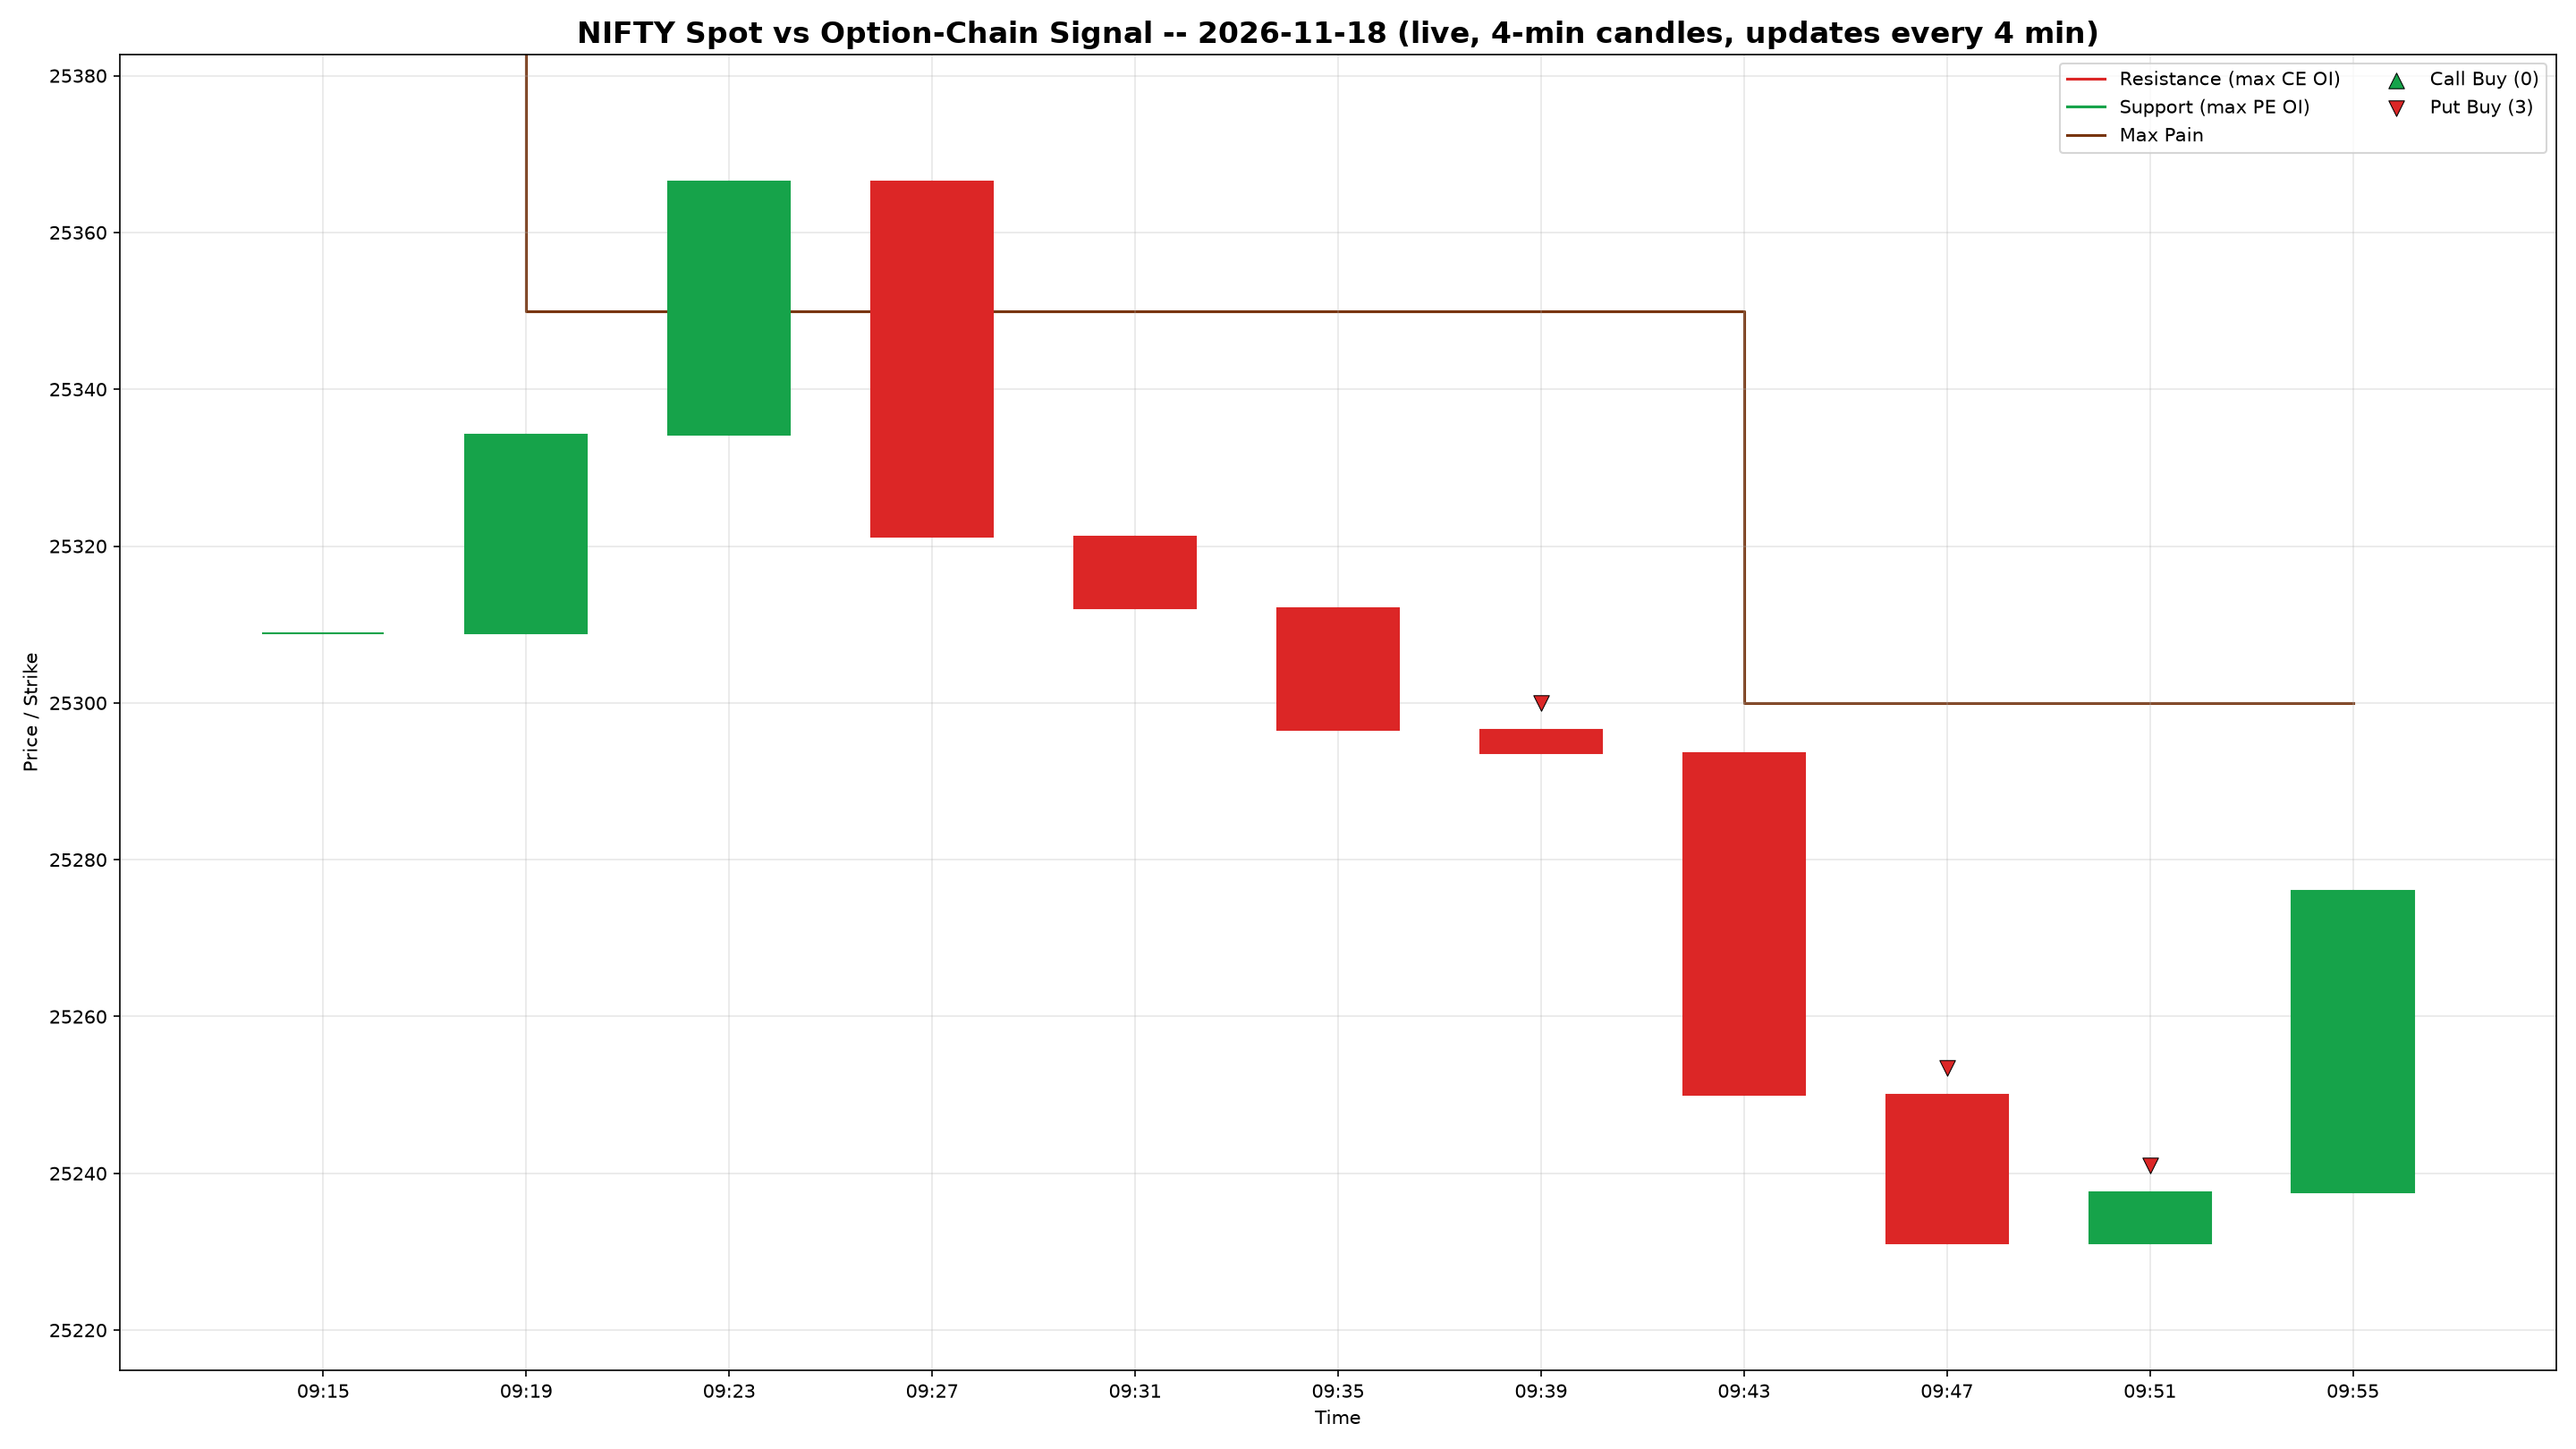 NIFTY Spot vs Option-Chain Signal -- 2026-11-18 (live, 4-min candles, updates every 4 min)
Resistance (max CE OI)
Support (max PE OI)
Max Pain
Call Buy (0)
Put Buy (3)
Price / Strike
25380
25360
25340
25320
25300
25280
25260
25240
25220
09:15 09:19 09:23 09:27 09:31 09:35 09:39 09:43 09:47 09:51 09:55
Time